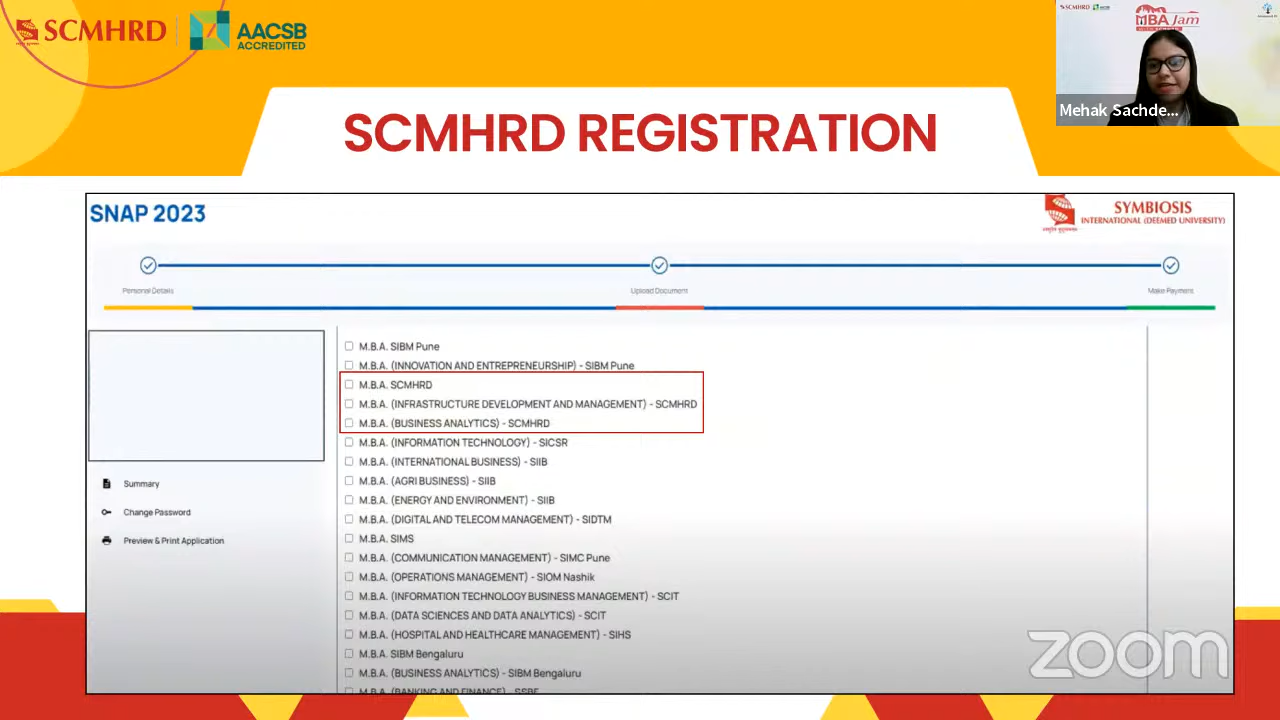 SCMHRD
AACSB
ACCREDITED
SCMHRD
MBA Jam
Mehak Sachde...
SCMHRD REGISTRATION
SNAP 2023
SYMBIOSIS
INTERNATIONAL (DEEMED UNIVERSITY)
Personal Details
Upload Document
Make Payment
M.B.A. SIBM Pune
M.B.A. (INNOVATION AND ENTREPRENEURSHIP) - SIBM Pune
M.B.A. SCMHRD
M.B.A. (INFRASTRUCTURE DEVELOPMENT AND MANAGEMENT) - SCMHRD
M.B.A. (BUSINESS ANALYTICS) - SCMHRD
M.B.A. (INFORMATION TECHNOLOGY) - SICSR
M.B.A. (INTERNATIONAL BUSINESS) - SIIB
M.B.A. (AGRI BUSINESS) - SIIB
M.B.A. (ENERGY AND ENVIRONMENT) - SIIB
M.B.A. (DIGITAL AND TELECOM MANAGEMENT) - SIDTM
M.B.A. SIMS
M.B.A. (COMMUNICATION MANAGEMENT) - SIMC Pune
M.B.A. (OPERATIONS MANAGEMENT) - SIOM Nashik
M.B.A. (INFORMATION TECHNOLOGY BUSINESS MANAGEMENT) - SCIT
M.B.A. (DATA SCIENCES AND DATA ANALYTICS) - SCIT
M.B.A. (HOSPITAL AND HEALTHCARE MANAGEMENT) - SIHS
M.B.A. SIBM Bengaluru
M.B.A. (BUSINESS ANALYTICS) - SIBM Bengaluru
M.B.A. (BANKING AND FINANCE) - SSBF
Summary
Change Password
Preview & Print Application
zoom